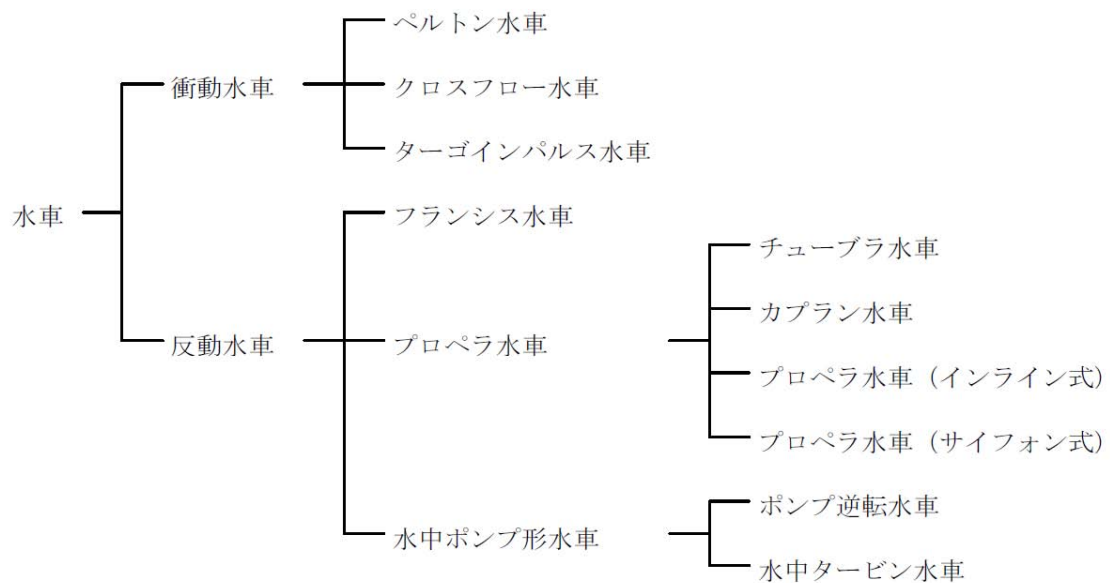 ペルトン水車
衝動水車
クロスフロー水車
ターゴインパルス水車
水車
フランシス水車
チューブラ水車
カプラン水車
反動水車
プロペラ水車
プロペラ水車（インライン式）
プロペラ水車（サイフォン式）
ポンプ逆転水車
水中ポンプ形水車
水中タービン水車